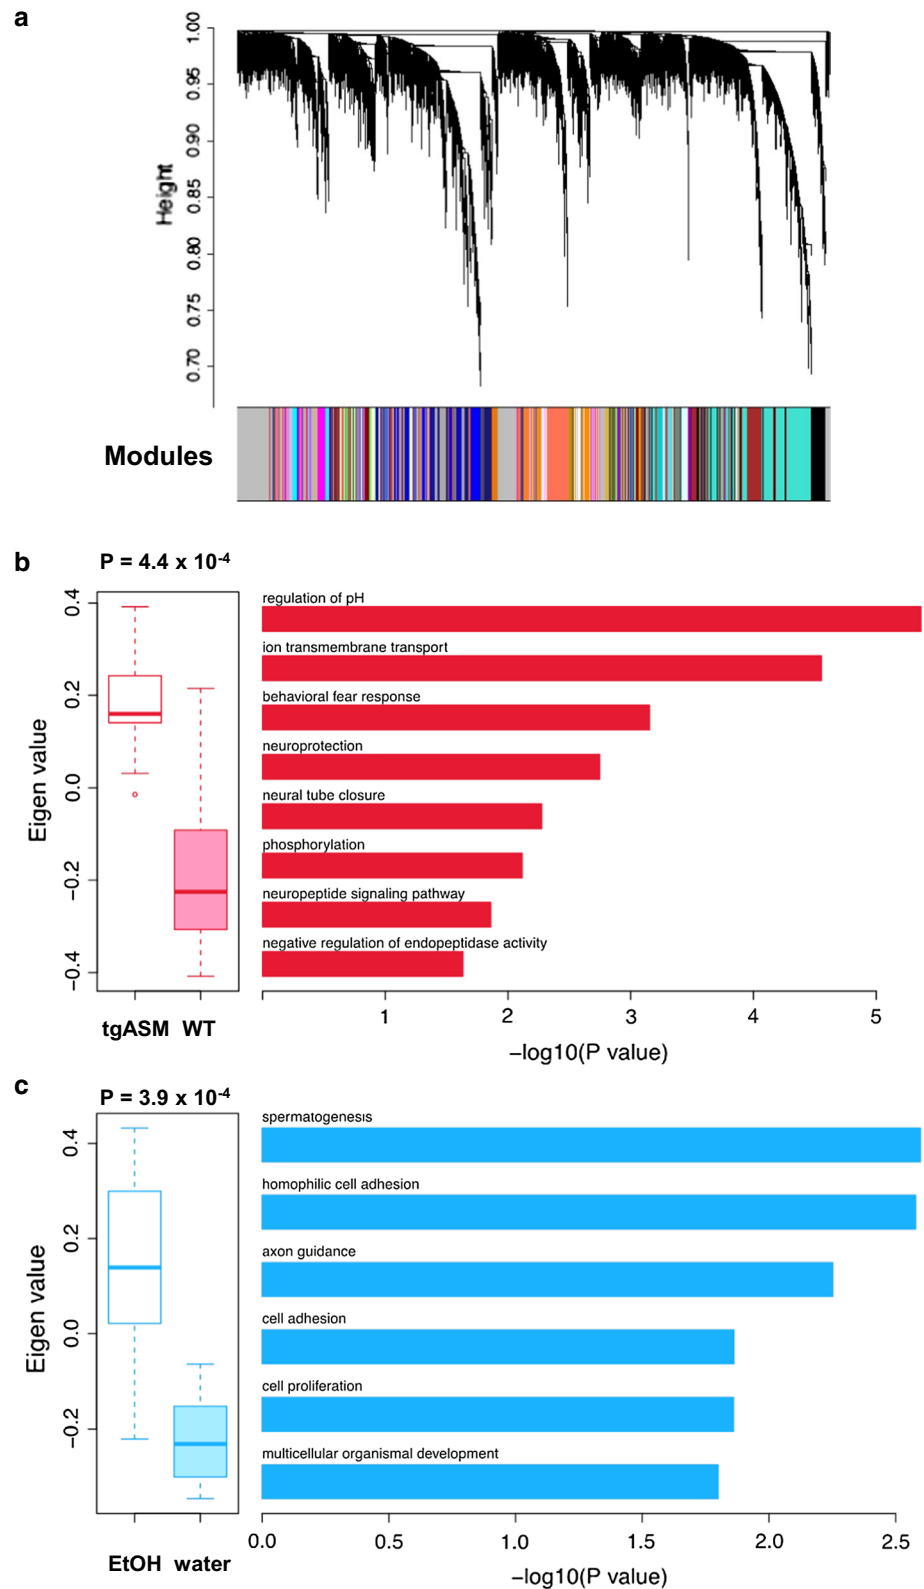 a
1.00
0.95
0.90
0.85
0.80
0.75
0.70
Height
Modules
b
P = 4.4 x 10-4
0.4
0.2
0.0
−0.2
−0.4
Eigen value
tgASM WT
regulation of pH
ion transmembrane transport
behavioral fear response
neuroprotection
neural tube closure
phosphorylation
neuropeptide signaling pathway
negative regulation of endopeptidase activity
1 2 3 4 5
−log10(P value)
c
P = 3.9 x 10-4
0.4
0.2
0.0
−0.2
Eigen value
EtOH water
spermatogenesis
homophilic cell adhesion
axon guidance
cell adhesion
cell proliferation
multicellular organismal development
0.0 0.5 1.0 1.5 2.0 2.5
−log10(P value)